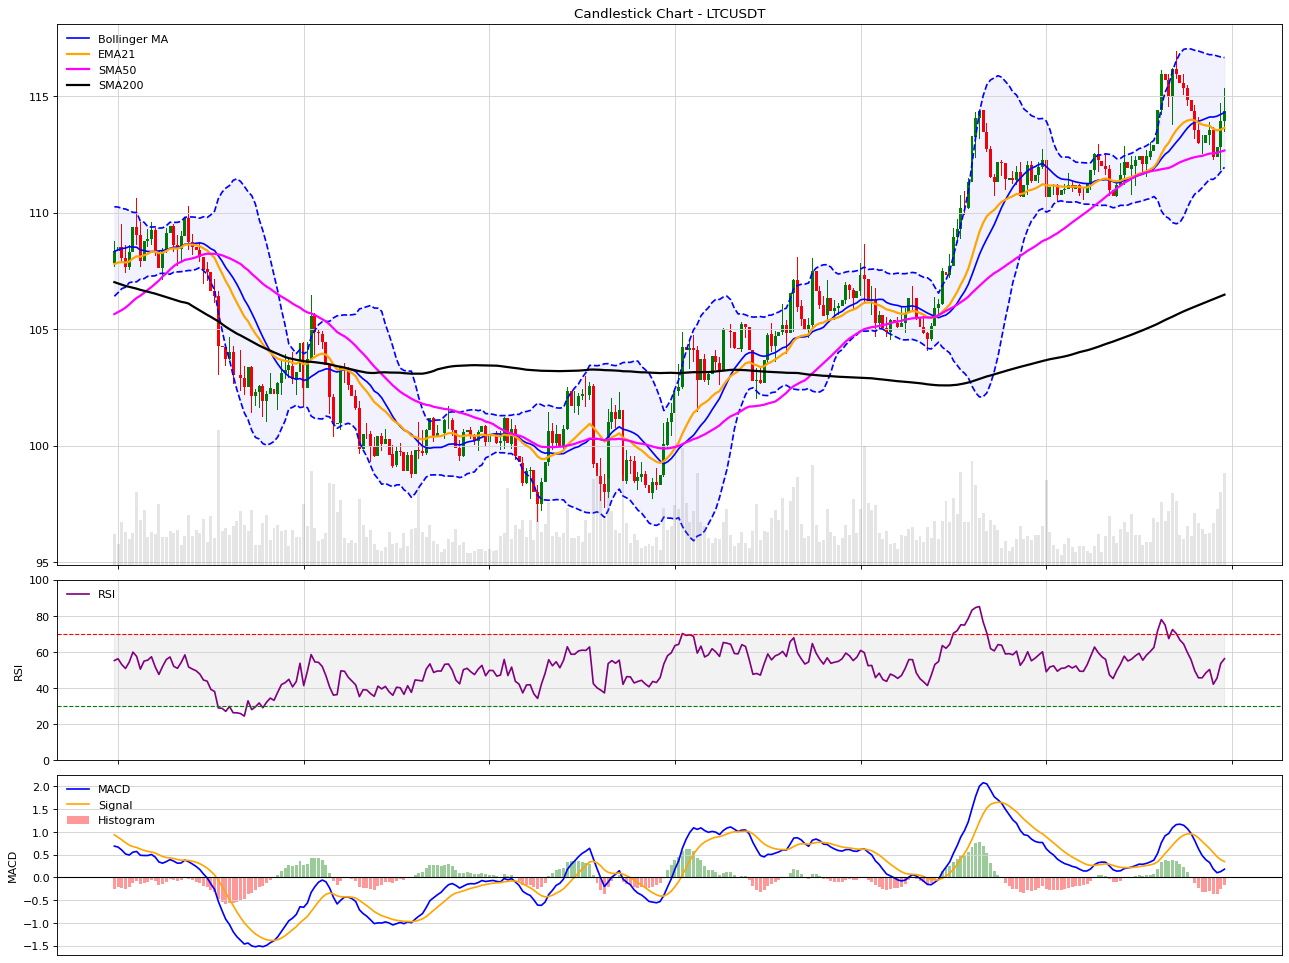 Candlestick Chart - LTCUSDT
Bollinger MA
EMA21
SMA50
SMA200
115
110
105
100
95
100
80
60
40
20
0
RSI
RSI
2.0
1.5
1.0
0.5
0.0
−0.5
−1.0
−1.5
MACD
MACD
Signal
Histogram